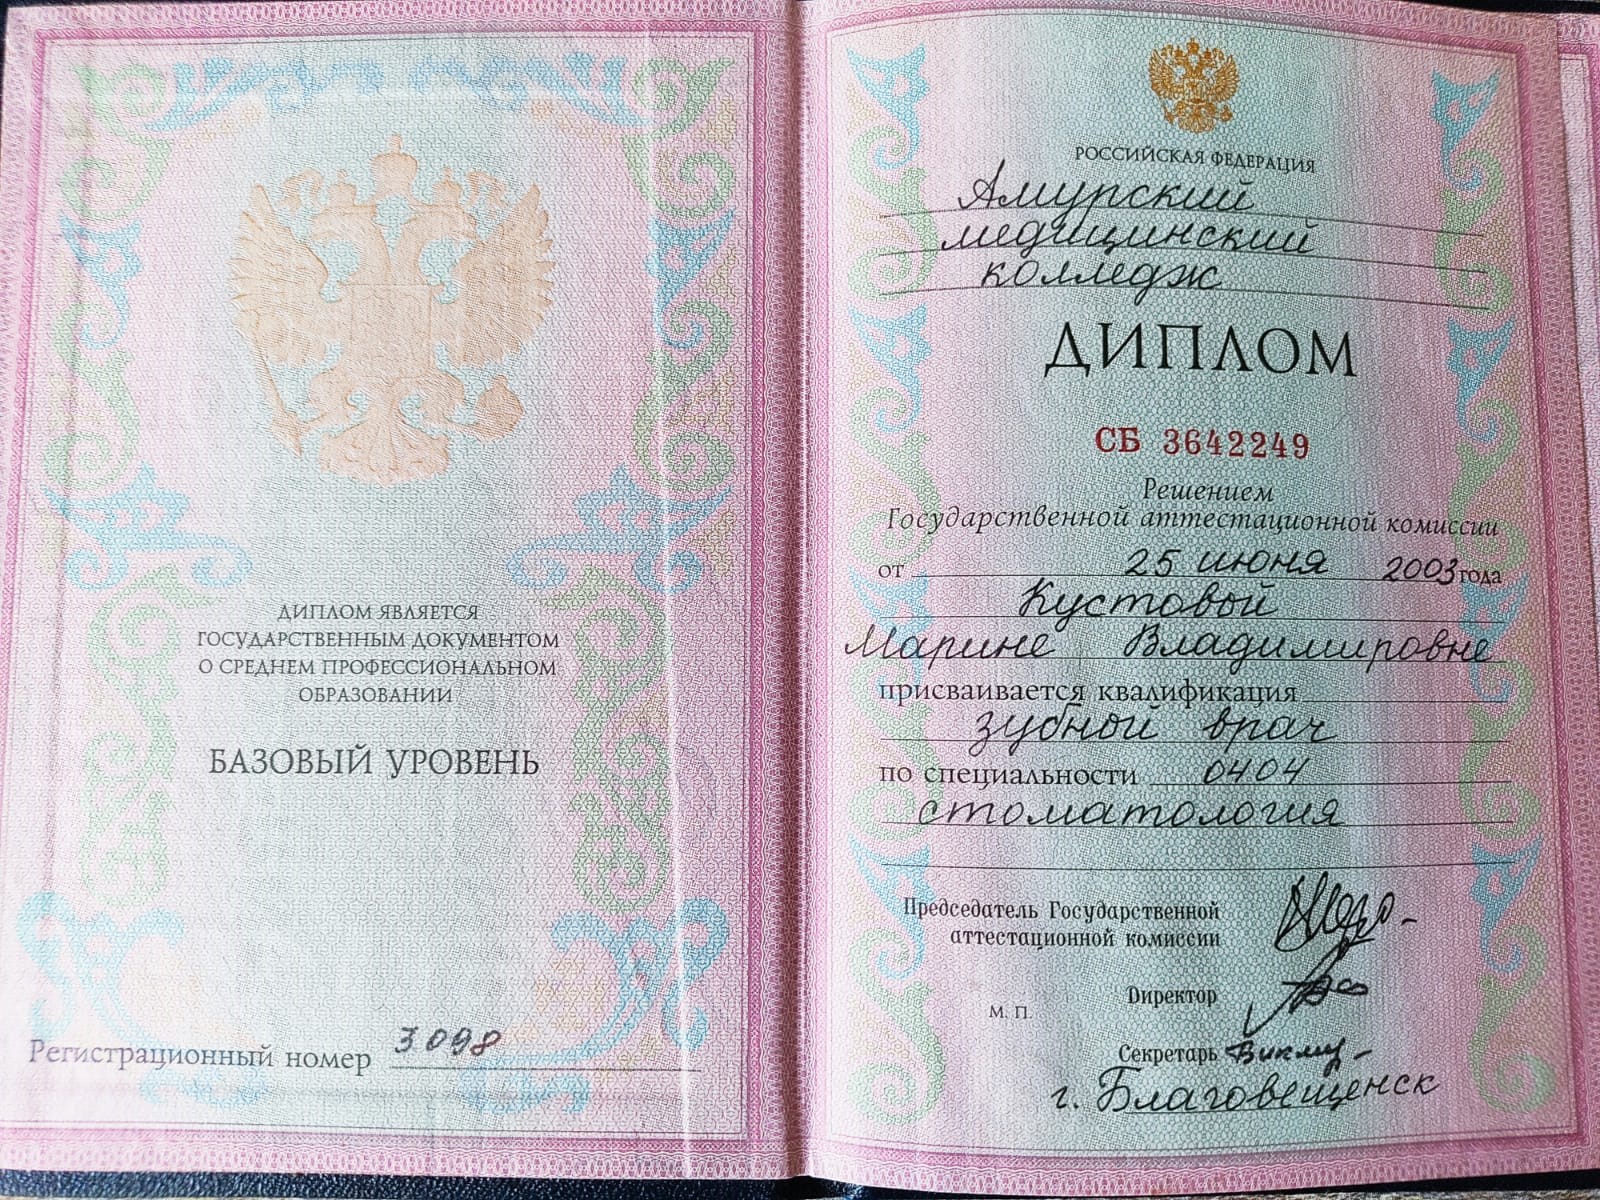 ДИПЛОМ ЯВЛЯЕТСЯ
ГОСУДАРСТВЕННЫМ ДОКУМЕНТОМ
О СРЕДНЕМ ПРОФЕССИОНАЛЬНОМ
ОБРАЗОВАНИИ
БАЗОВЫЙ УРОВЕНЬ
Регистрационный номер 3098
РОССИЙСКАЯ ФЕДЕРАЦИЯ
Амурский
медицинский
колледж
ДИПЛОМ
СБ 3642249
Решением
Государственной аттестационной комиссии
от 25 июня 2003 года
Кустовой
Марине Владимировне
присваивается квалификация
зубной врач
по специальности 0404
стоматология
Председатель Государственной
аттестационной комиссии
Директор
М. П.
Секретарь
г. Благовещенск